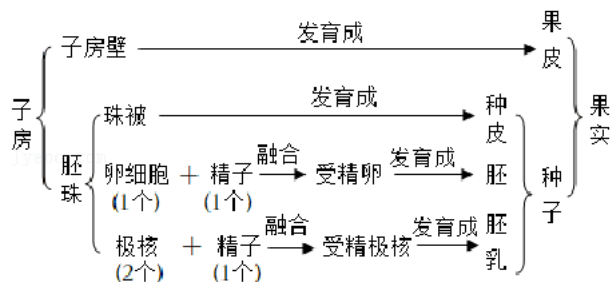 子房
子房壁 发育成 果皮
胚珠
珠被 发育成 种皮
卵细胞 + 精子 融合 受精卵 发育成 胚
(1个) (1个)
极核 + 精子 融合 受精极核 发育成 胚乳
(2个) (1个)
种子
果实